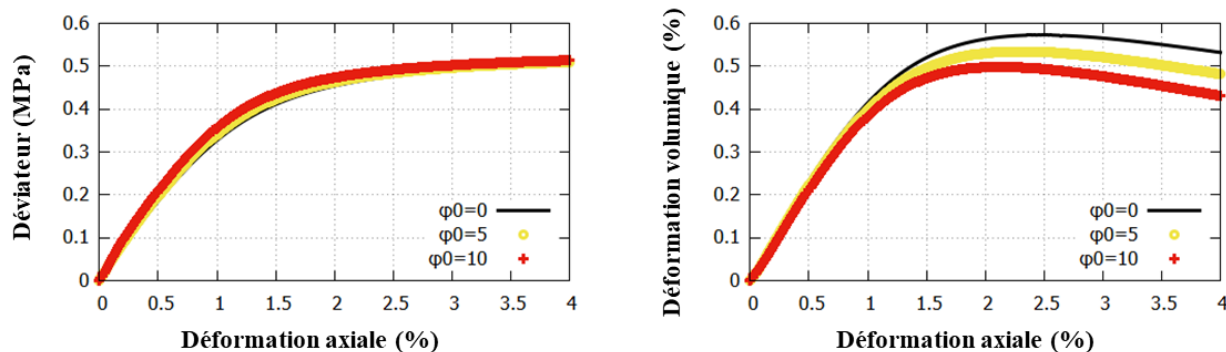 Déviateur (MPa)
0.6
0.5
0.4
0.3
0.2
0.1
0
φ0=0
φ0=5
φ0=10
0 0.5 1 1.5 2 2.5 3 3.5 4
Déformation axiale (%)
Déformation volumique (%)
0.6
0.5
0.4
0.3
0.2
0.1
0
φ0=0
φ0=5
φ0=10
0 0.5 1 1.5 2 2.5 3 3.5 4
Déformation axiale (%)